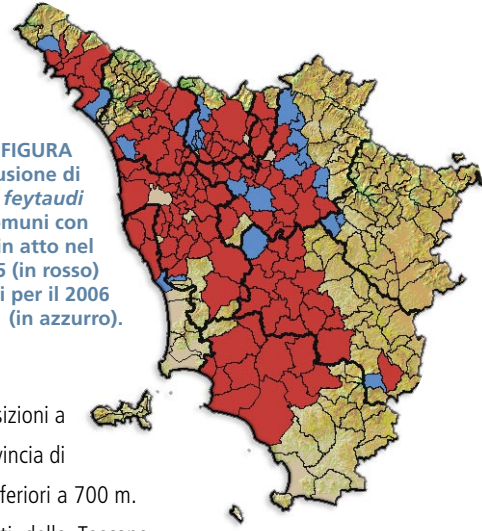 FIGURA
usione di
feytaudi
muni con
in atto nel
5 (in rosso)
i per il 2006
(in azzurro).
sizioni a
vincia di
feriori a 700 m.